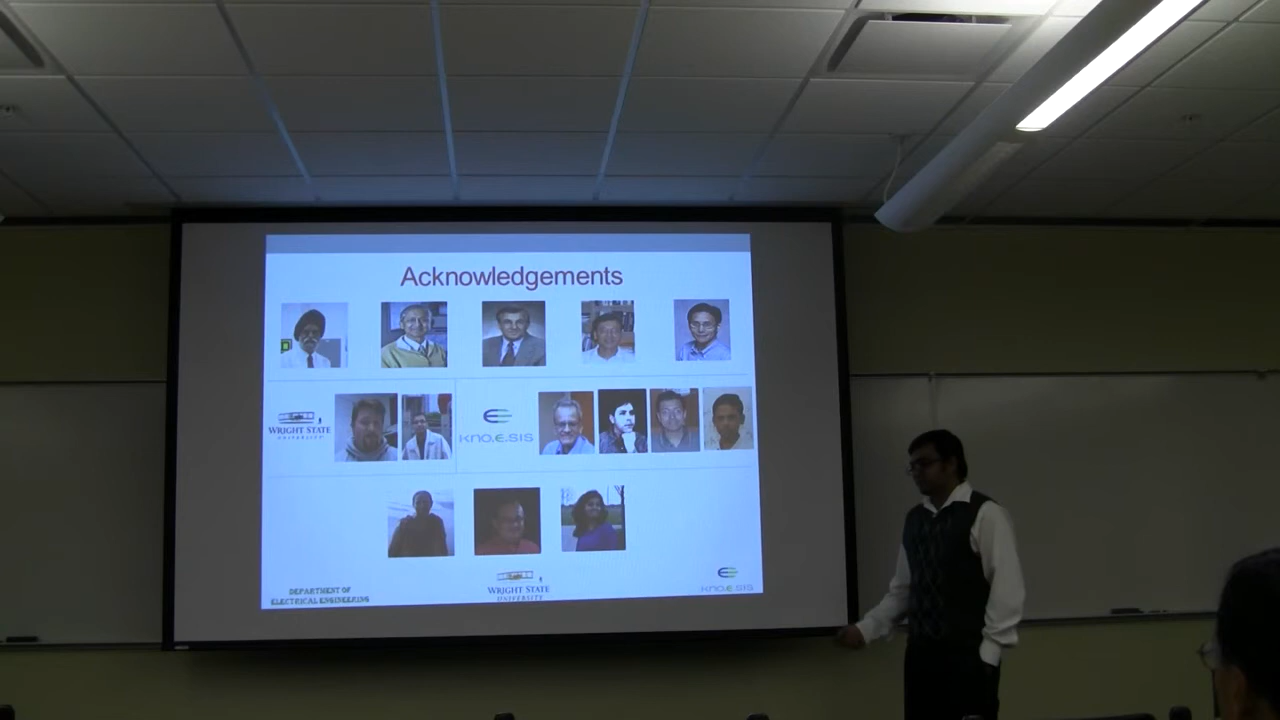 Acknowledgements
WRIGHT STATE
UNIVERSITY
KNO.E.SIS
DEPARTMENT OF
ELECTRICAL ENGINEERING
WRIGHT STATE
UNIVERSITY
KNO.E.SIS